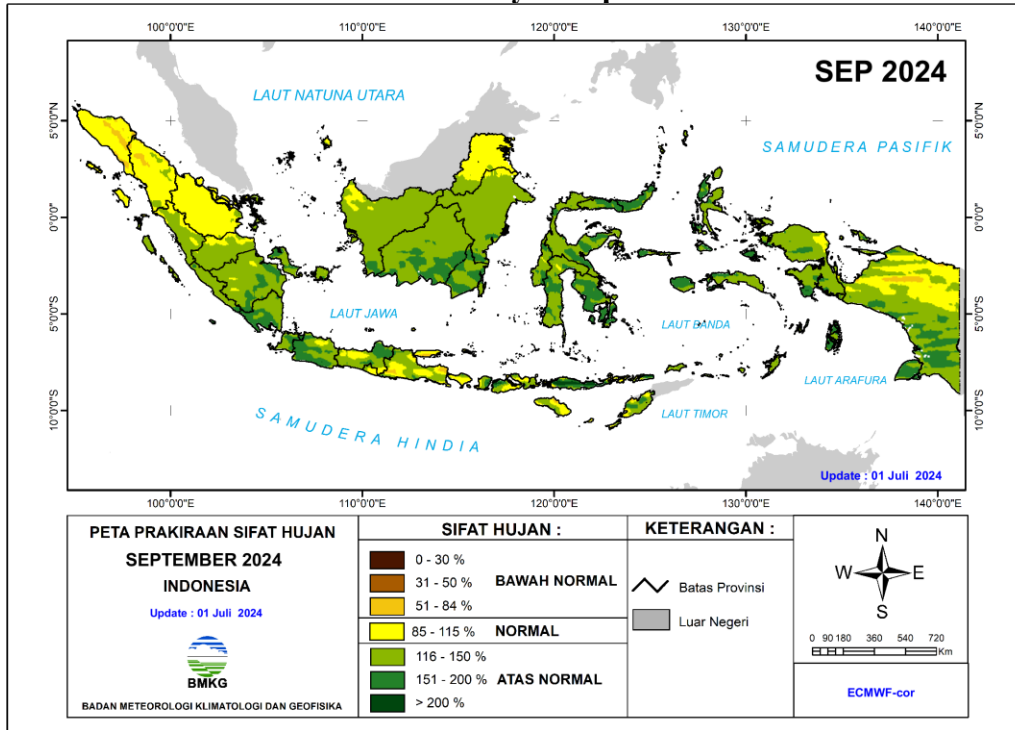 100°0'0"E 110°0'0"E 120°0'0"E 130°0'0"E 140°0'0"E
SEP 2024
LAUT NATUNA UTARA
5°0'0"N 5°0'0"N
SAMUDERA PASIFIK
0°0'0" 0°0'0"
LAUT JAWA
LAUT BANDA
5°0'0"S 5°0'0"S
LAUT ARAFURA
LAUT TIMOR
10°0'0"S 10°0'0"S
SAMUDERA HINDIA
Update : 01 Juli 2024
100°0'0"E 110°0'0"E 120°0'0"E 130°0'0"E 140°0'0"E
PETA PRAKIRAAN SIFAT HUJAN
SEPTEMBER 2024
INDONESIA
Update : 01 Juli 2024
BMKG
BADAN METEOROLOGI KLIMATOLOGI DAN GEOFISIKA
SIFAT HUJAN :
0 - 30 %
31 - 50 % BAWAH NORMAL
51 - 84 %
85 - 115 % NORMAL
116 - 150 %
151 - 200 % ATAS NORMAL
> 200 %
KETERANGAN :
Batas Provinsi
Luar Negeri
N
W E
S
0 90 180 360 540 720
Km
ECMWF-cor